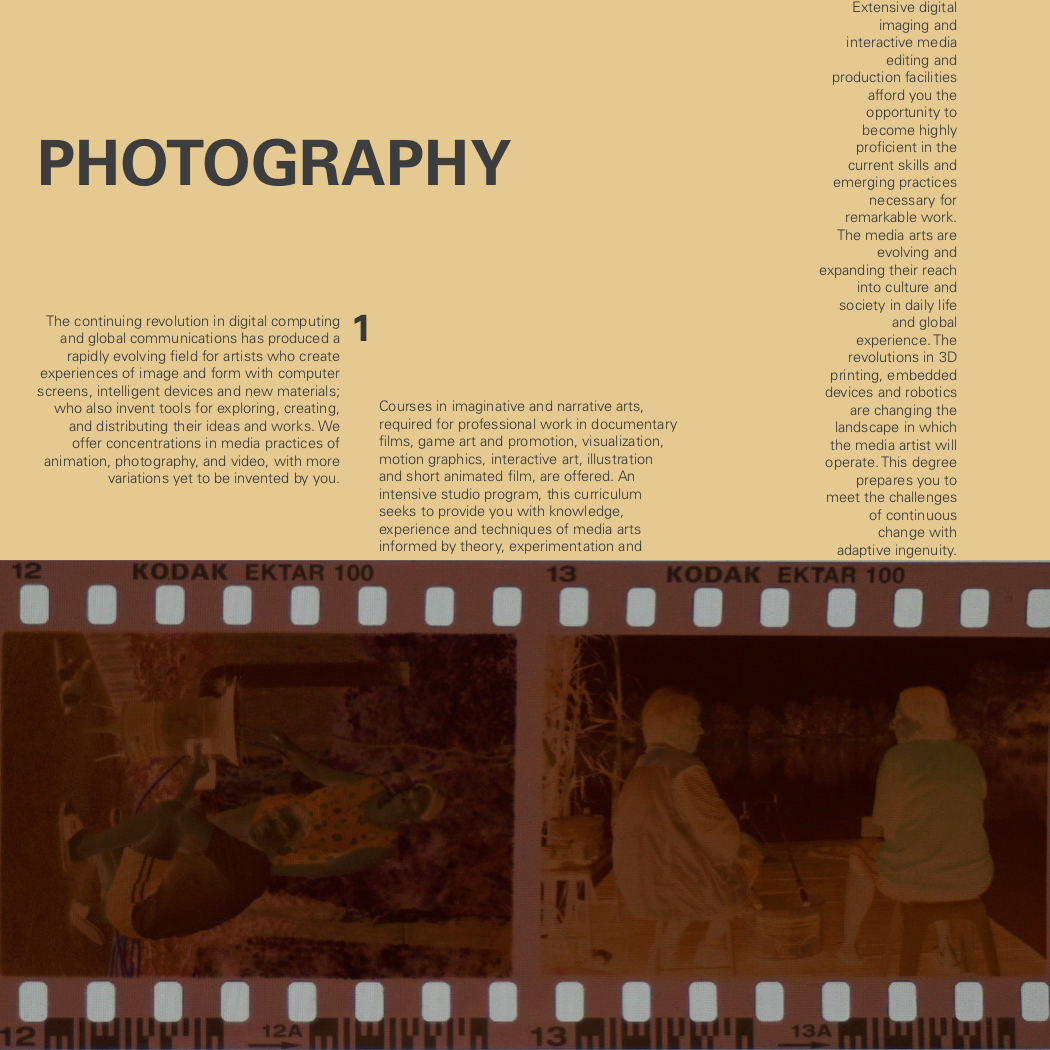 PHOTOGRAPHY
The continuing revolution in digital computing
and global communications has produced a
rapidly evolving field for artists who create
experiences of image and form with computer
screens, intelligent devices and new materials;
who also invent tools for exploring, creating,
and distributing their ideas and works. We
offer concentrations in media practices of
animation, photography, and video, with more
variations yet to be invented by you.
1
Courses in imaginative and narrative arts,
required for professional work in documentary
films, game art and promotion, visualization,
motion graphics, interactive art, illustration
and short animated film, are offered. An
intensive studio program, this curriculum
seeks to provide you with knowledge,
experience and techniques of media arts
informed by theory, experimentation and
Extensive digital
imaging and
interactive media
editing and
production facilities
afford you the
opportunity to
become highly
proficient in the
current skills and
emerging practices
necessary for
remarkable work.
The media arts are
evolving and
expanding their reach
into culture and
society in daily life
and global
experience. The
revolutions in 3D
printing, embedded
devices and robotics
are changing the
landscape in which
the media artist will
operate. This degree
prepares you to
meet the challenges
of continuous
change with
adaptive ingenuity.
12 KODAK EKTAR 100 13 KODAK EKTAR 100
12 12A 13 13A